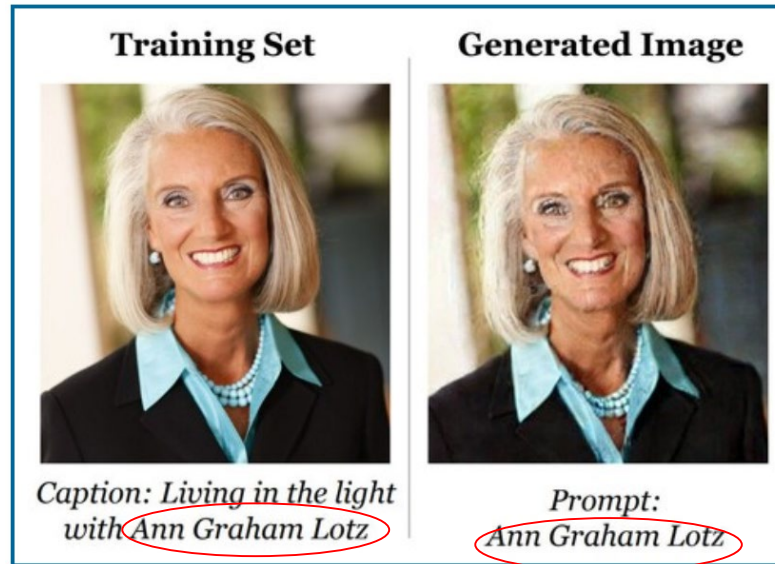 Training Set
Generated Image
Caption: Living in the light
with Ann Graham Lotz
Prompt:
Ann Graham Lotz